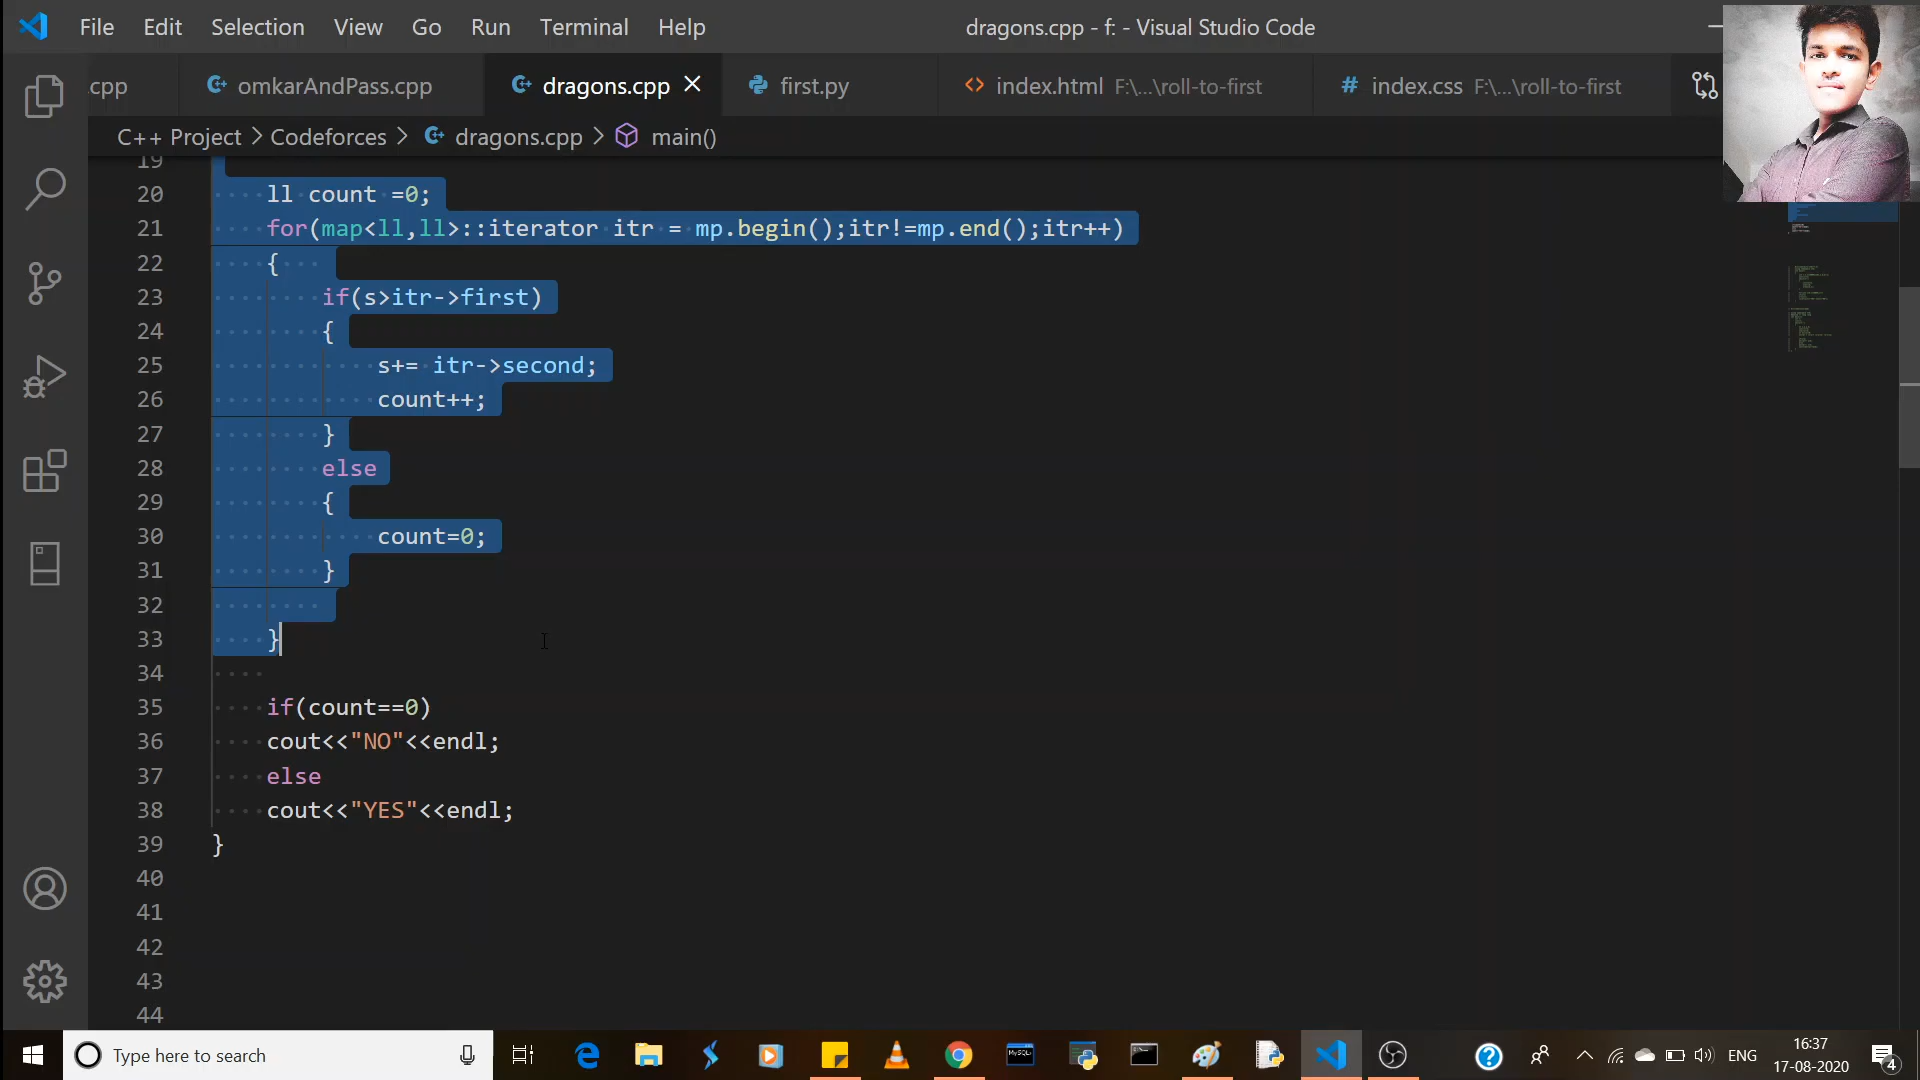 File Edit Selection View Go Run Terminal Help dragons.cpp - f: - Visual Studio Code
.cpp omkarAndPass.cpp dragons.cpp first.py index.html F:\...\roll-to-first index.css F:\...\roll-to-first
C++ Project > Codeforces > dragons.cpp > main()
19
20 ll count =0;
21 for(map<ll,ll>::iterator itr = mp.begin();itr!=mp.end();itr++)
22 {
23 if(s>itr->first)
24 {
25 s+= itr->second;
26 count++;
27 }
28 else
29 {
30 count=0;
31 }
32
33 }
34
35 if(count==0)
36 cout<<"NO"<<endl;
37 else
38 cout<<"YES"<<endl;
39 }
40
41
42
43
44
Type here to search
MySQL
ENG
16:37
17-08-2020
4